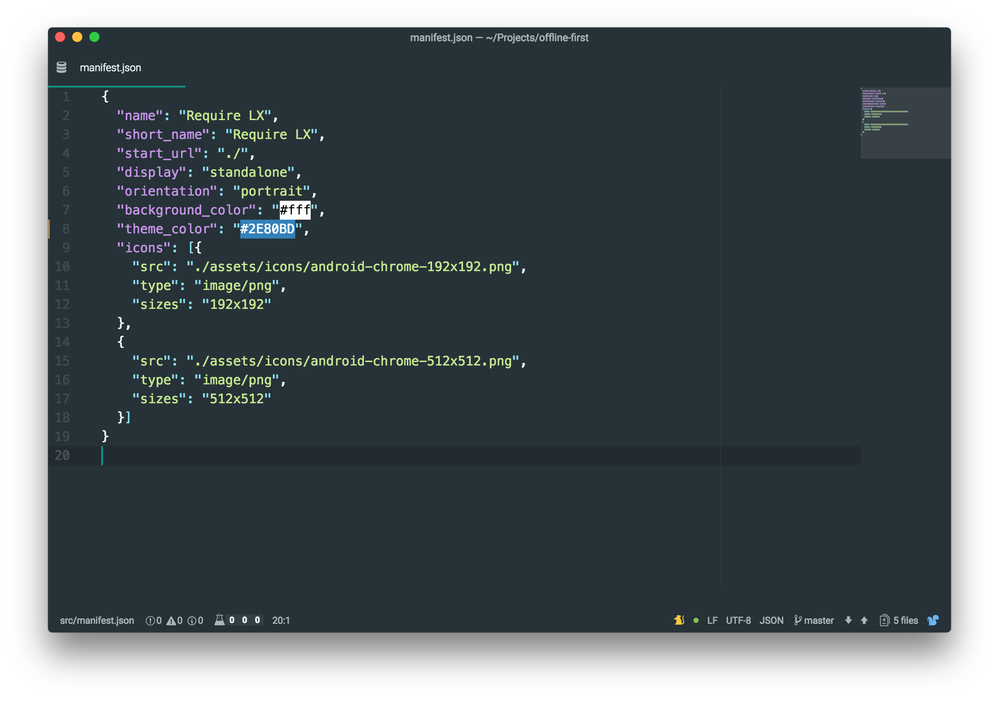 manifest.json — ~/Projects/offline-first
manifest.json
1 {
2   "name": "Require LX",
3   "short_name": "Require LX",
4   "start_url": "./",
5   "display": "standalone",
6   "orientation": "portrait",
7   "background_color": "#fff",
8   "theme_color": "#2E80BD",
9   "icons": [{
10     "src": "./assets/icons/android-chrome-192x192.png",
11     "type": "image/png",
12     "sizes": "192x192"
13   },
14   {
15     "src": "./assets/icons/android-chrome-512x512.png",
16     "type": "image/png",
17     "sizes": "512x512"
18   }]
19 }
20
src/manifest.json 0 0 0 0 0 0 20:1 LF UTF-8 JSON master 5 files